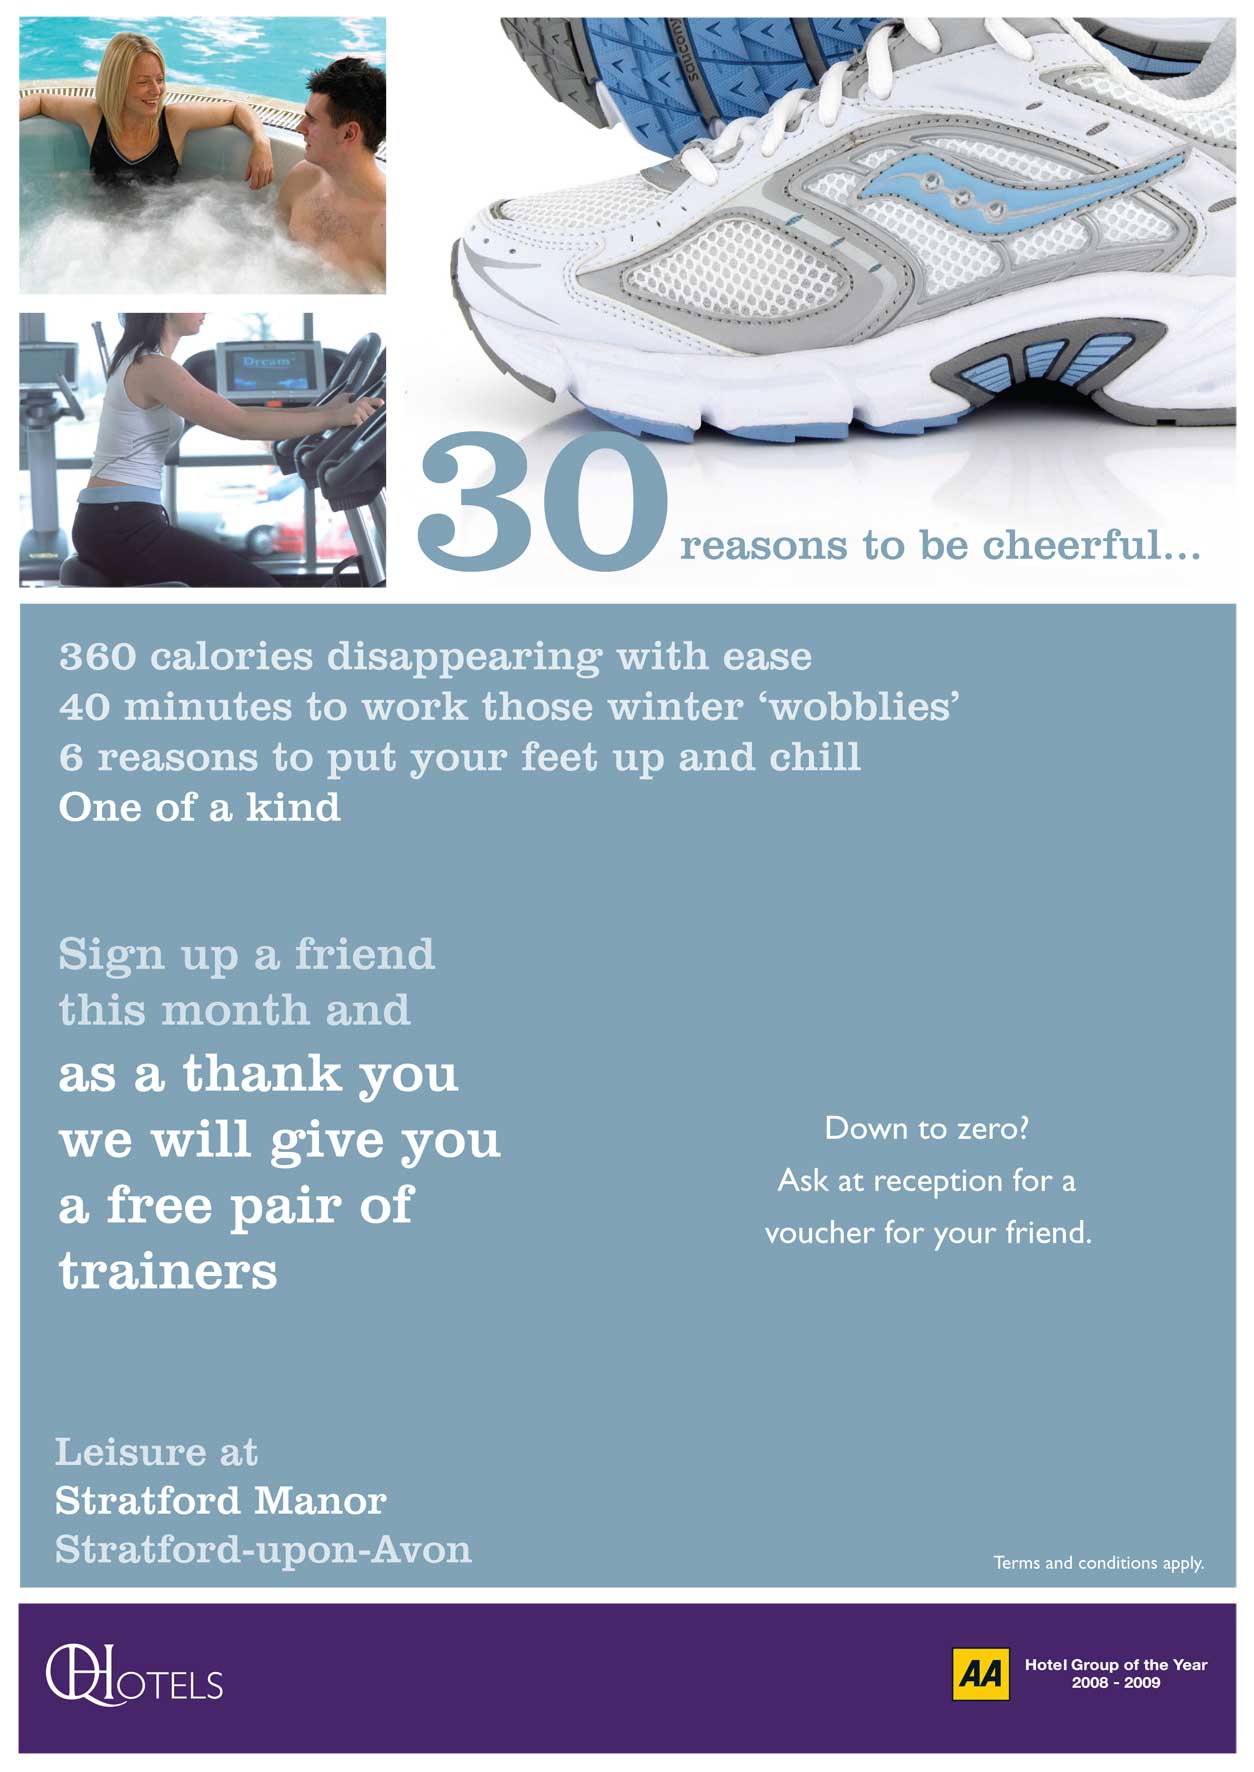 saucony
Dream
30 reasons to be cheerful...
360 calories disappearing with ease
40 minutes to work those winter ‘wobblies’
6 reasons to put your feet up and chill
One of a kind
Sign up a friend
this month and
as a thank you
we will give you
a free pair of
trainers
Down to zero?
Ask at reception for a
voucher for your friend.
Leisure at
Stratford Manor
Stratford-upon-Avon
Terms and conditions apply.
QHOTELS
AA
Hotel Group of the Year
2008 - 2009